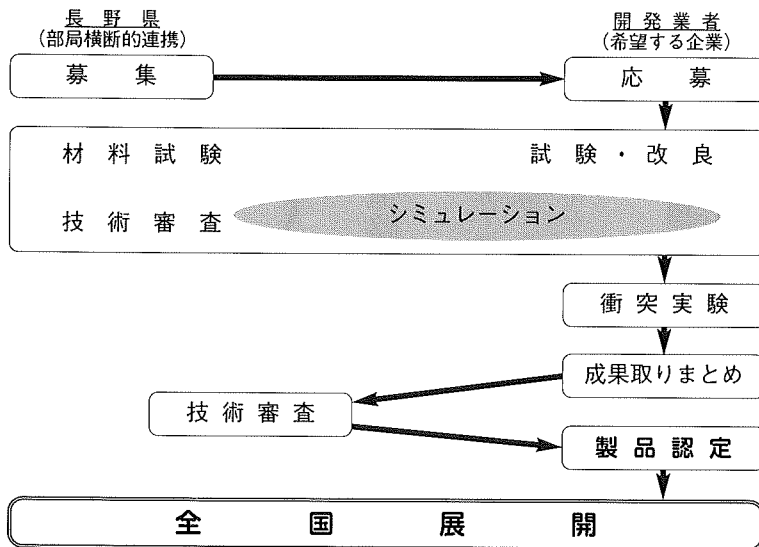 長野県
(部局横断的連携)
開発業者
(希望する企業)
募集
応募
材料試験
試験・改良
技術審査
シミュレーション
衝突実験
成果取りまとめ
技術審査
製品認定
全国展開